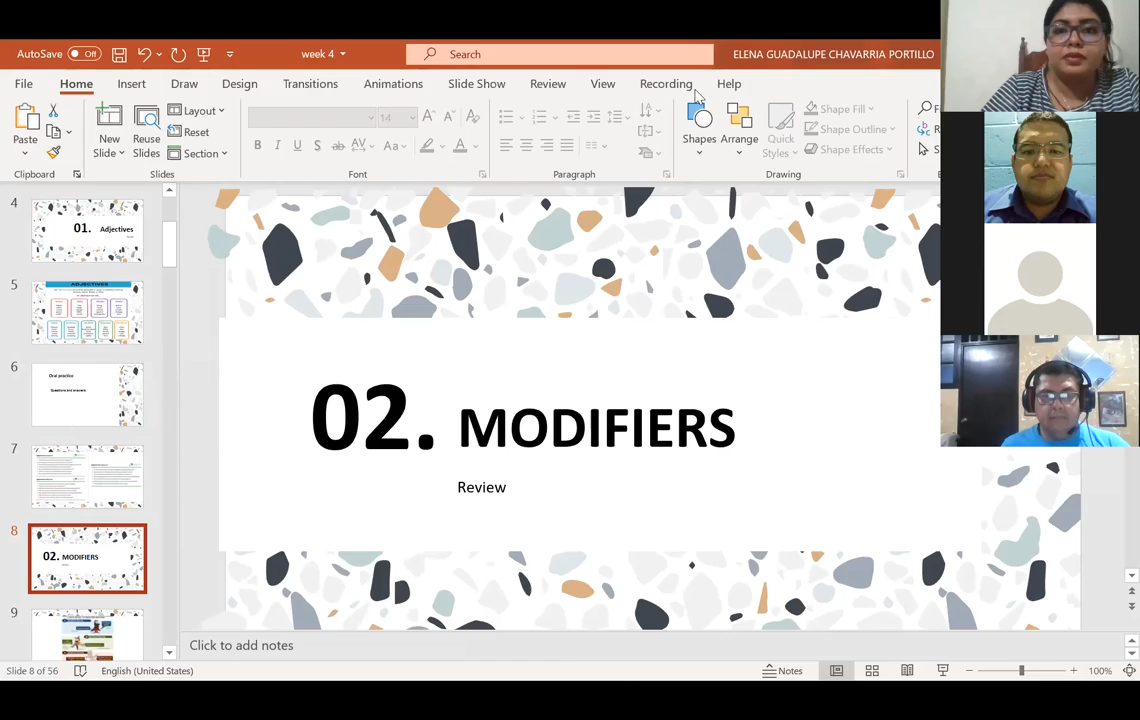 AutoSave Off week 4 Search ELENA GUADALUPE CHAVARRIA PORTILLO
File Home Insert Draw Design Transitions Animations Slide Show Review View Recording Help
Paste
New
Slide
Reuse
Slides
Layout
Reset
Section
14
B I U S ab AV Aa A
Shapes Arrange Quick
Styles
Shape Fill
Shape Outline
Shape Effects
Clipboard Slides Font Paragraph Drawing
4
01. Adjectives
5
ADJECTIVES
6
Oral practice
Questions and answers
7
8
02. MODIFIERS
9
02. MODIFIERS
Review
Click to add notes
Slide 8 of 56 English (United States) Notes 100%